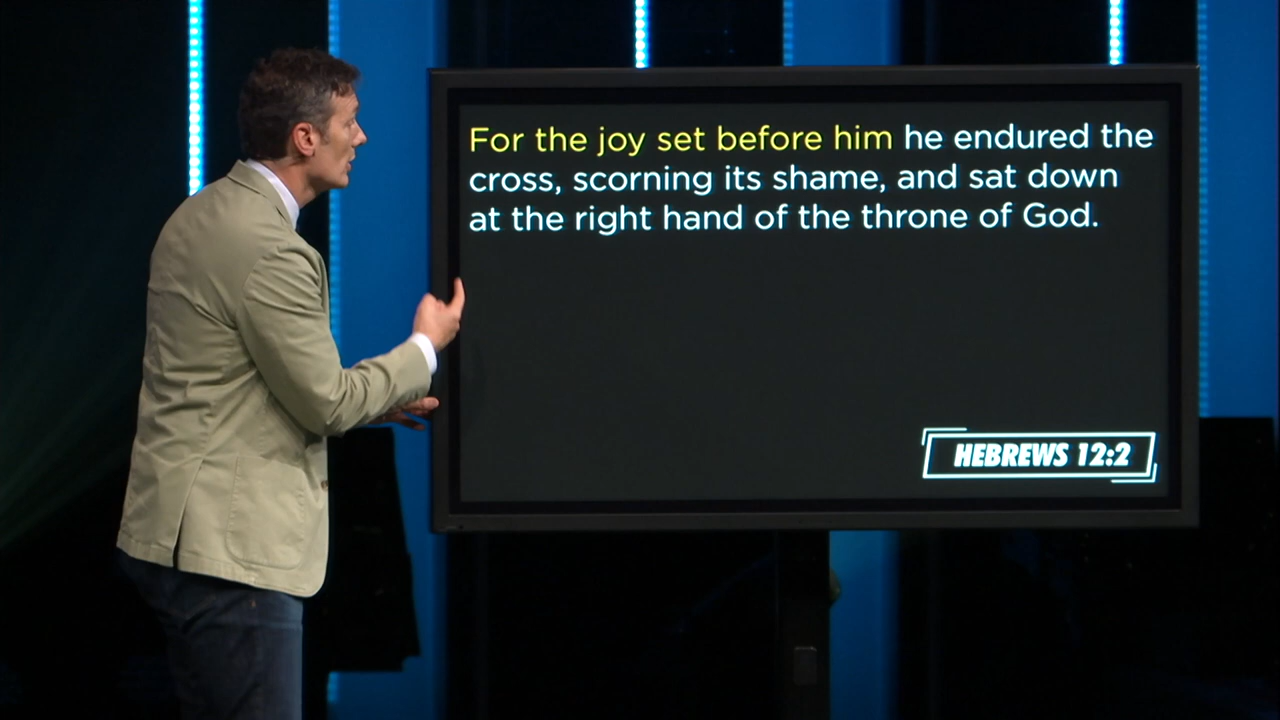 For the joy set before him he endured the
cross, scorning its shame, and sat down
at the right hand of the throne of God.
HEBREWS 12:2